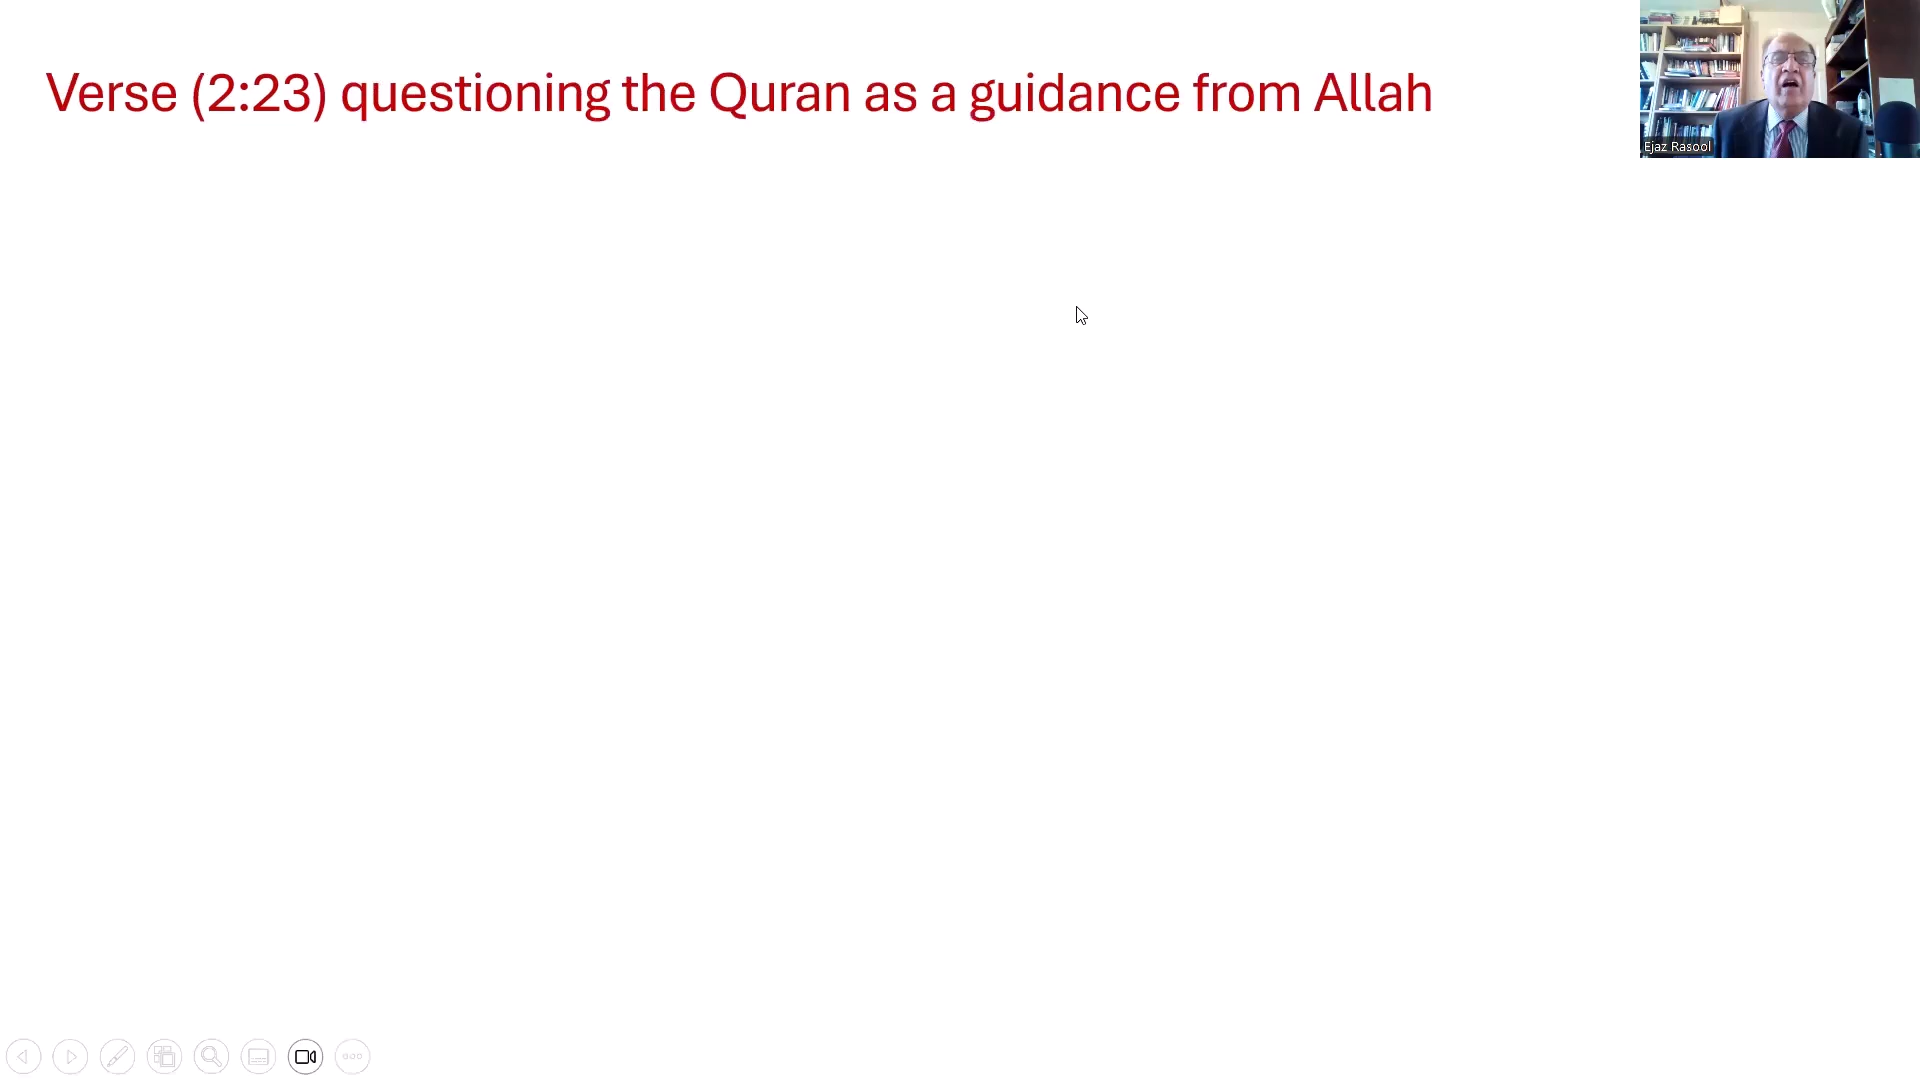 Verse (2:23) questioning the Quran as a guidance from Allah
Ejaz Rasool